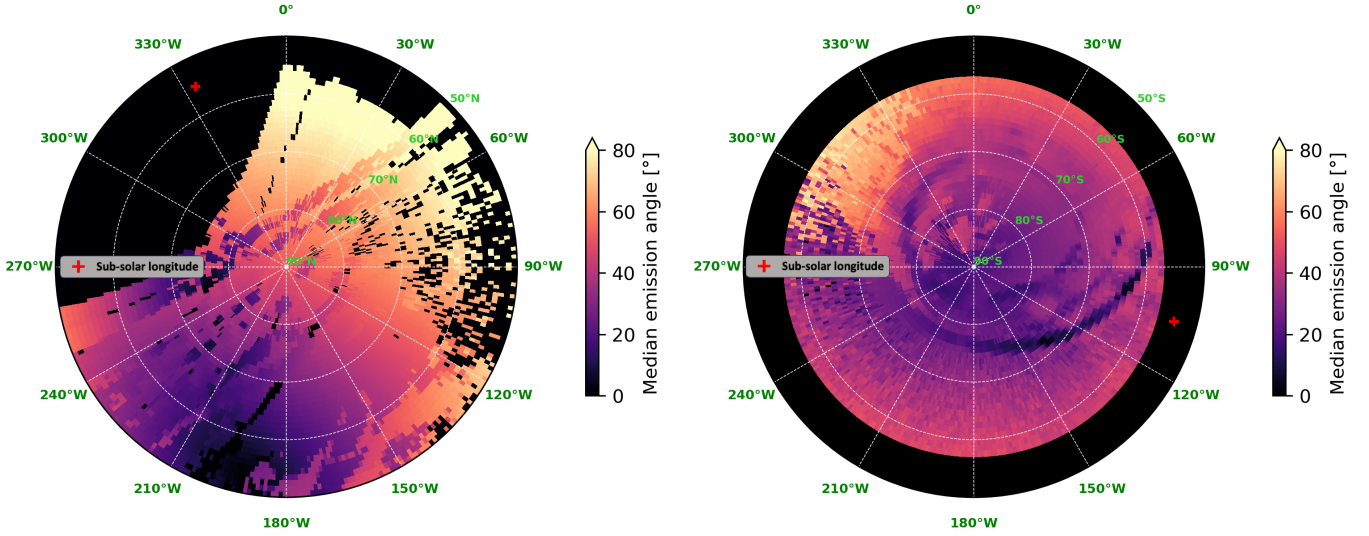 0°
330°W
30°W
50°N
300°W
60°N
60°W
70°N
80°N
270°W
Sub-solar longitude
90°N
90°W
240°W
120°W
210°W
150°W
180°W
80
60
40
20
0
Median emission angle [°]
0°
330°W
30°W
50°S
300°W
60°S
60°W
70°S
80°S
270°W
Sub-solar longitude
90°S
90°W
240°W
120°W
210°W
150°W
180°W
80
60
40
20
0
Median emission angle [°]